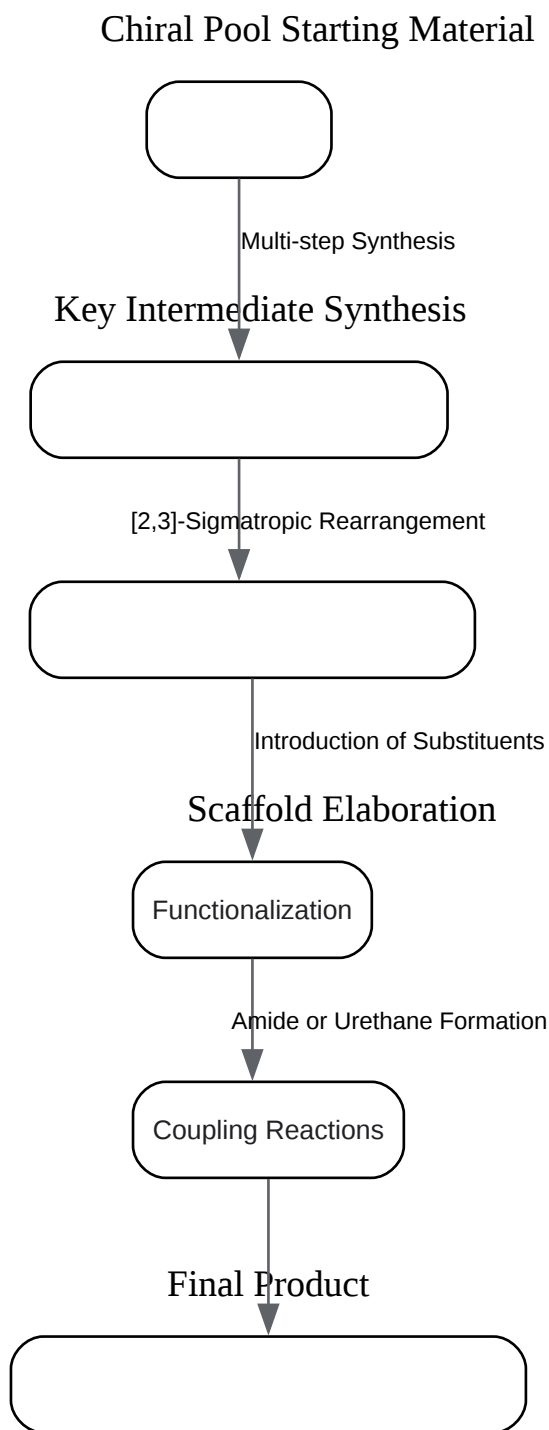 Chiral Pool Starting Material
Multi-step Synthesis
Key Intermediate Synthesis
[2,3]-Sigmatropic Rearrangement
Introduction of Substituents
Scaffold Elaboration
Functionalization
Amide or Urethane Formation
Coupling Reactions
Final Product